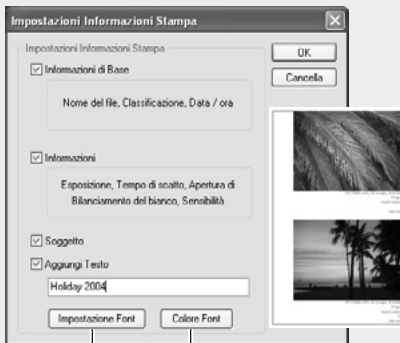 Impostazioni Informazioni Stampa
Impostazioni Informazioni Stampa
OK
Cancella
Informazioni di Base
Nome del file, Classificazione, Data / ora
Informazioni
Esposizione, Tempo di scatto, Apertura di
Bilanciamento del bianco, Sensibilità
Soggetto
Aggiungi Testo
Holiday 2004
Impostazione Font
Colore Font